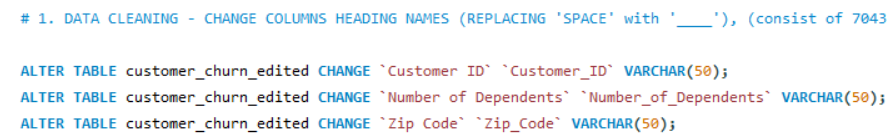 # 1. DATA CLEANING - CHANGE COLUMNS HEADING NAMES (REPLACING 'SPACE' with '____'), (consist of 7043
ALTER TABLE customer_churn_edited CHANGE `Customer ID` `Customer_ID` VARCHAR(50);
ALTER TABLE customer_churn_edited CHANGE `Number of Dependents` `Number_of_Dependents` VARCHAR(50);
ALTER TABLE customer_churn_edited CHANGE `Zip Code` `Zip_Code` VARCHAR(50);